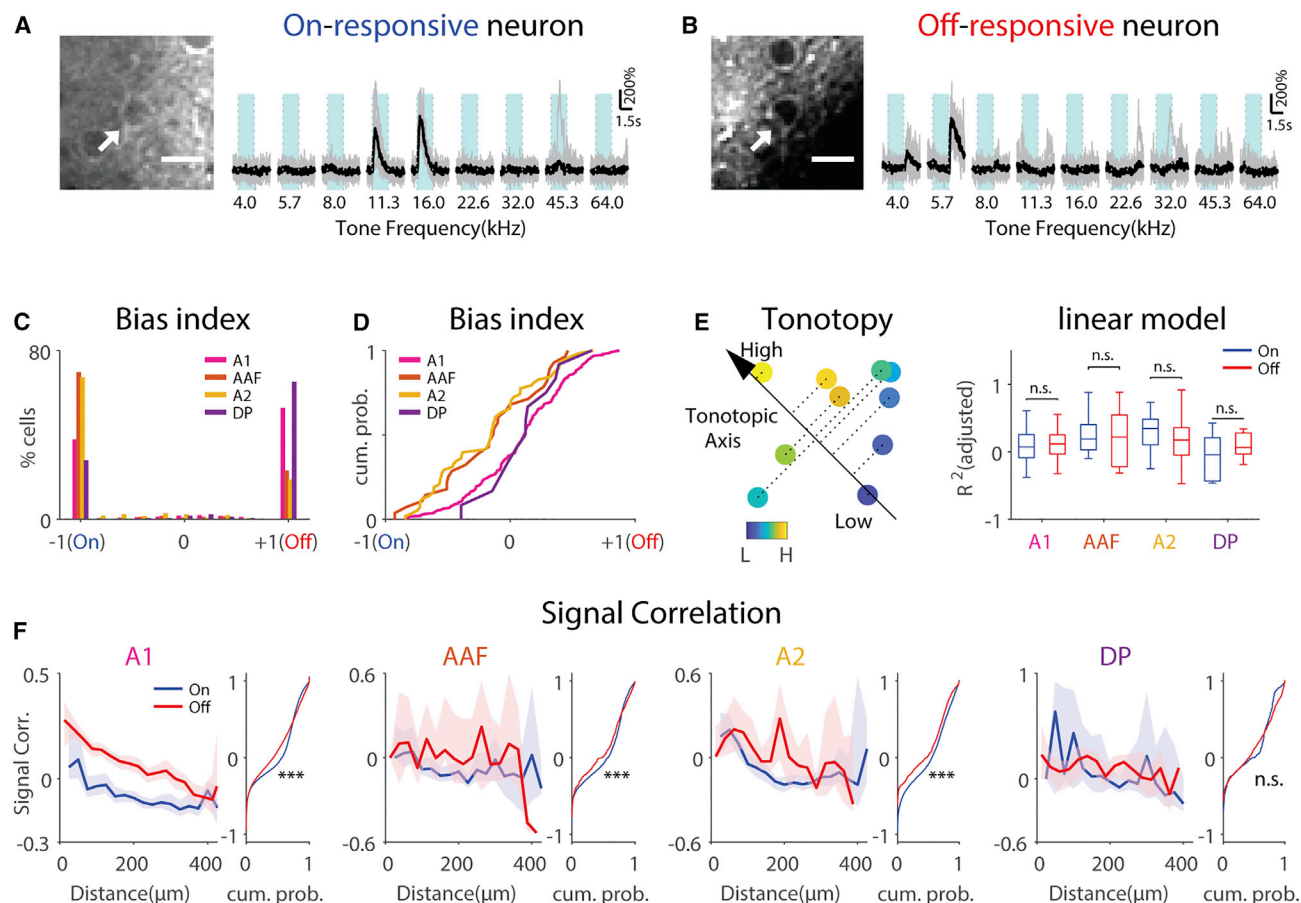 A On-responsive neuron
200%
1.5s
4.0 5.7 8.0 11.3 16.0 22.6 32.0 45.3 64.0
Tone Frequency(kHz)
B Off-responsive neuron
200%
1.5s
4.0 5.7 8.0 11.3 16.0 22.6 32.0 45.3 64.0
Tone Frequency(kHz)
C Bias index
80
% cells
0
A1
AAF
A2
DP
-1(On) 0 +1(Off)
D Bias index
1
cum. prob.
0
A1
AAF
A2
DP
-1(On) 0 +1(Off)
E Tonotopy
High
Tonotopic
Axis
Low
L H
linear model
On
Off
n.s. n.s. n.s. n.s.
1
R 2(adjusted)
0
-1
A1 AAF A2 DP
Signal Correlation
F
A1
0.5
Signal Corr.
0
-0.3
On
Off
0 200 400
Distance(μm)
1
0
-1
***
0 1
cum. prob.
AAF
0.6
0
-0.6
0 200 400
Distance(μm)
1
0
-1
***
0 1
cum. prob.
A2
0.6
0
-0.6
0 200 400
Distance(μm)
1
0
-1
***
0 1
cum. prob.
DP
1
0
-0.6
0 200 400
Distance(μm)
1
0
-1
n.s.
0 1
cum. prob.